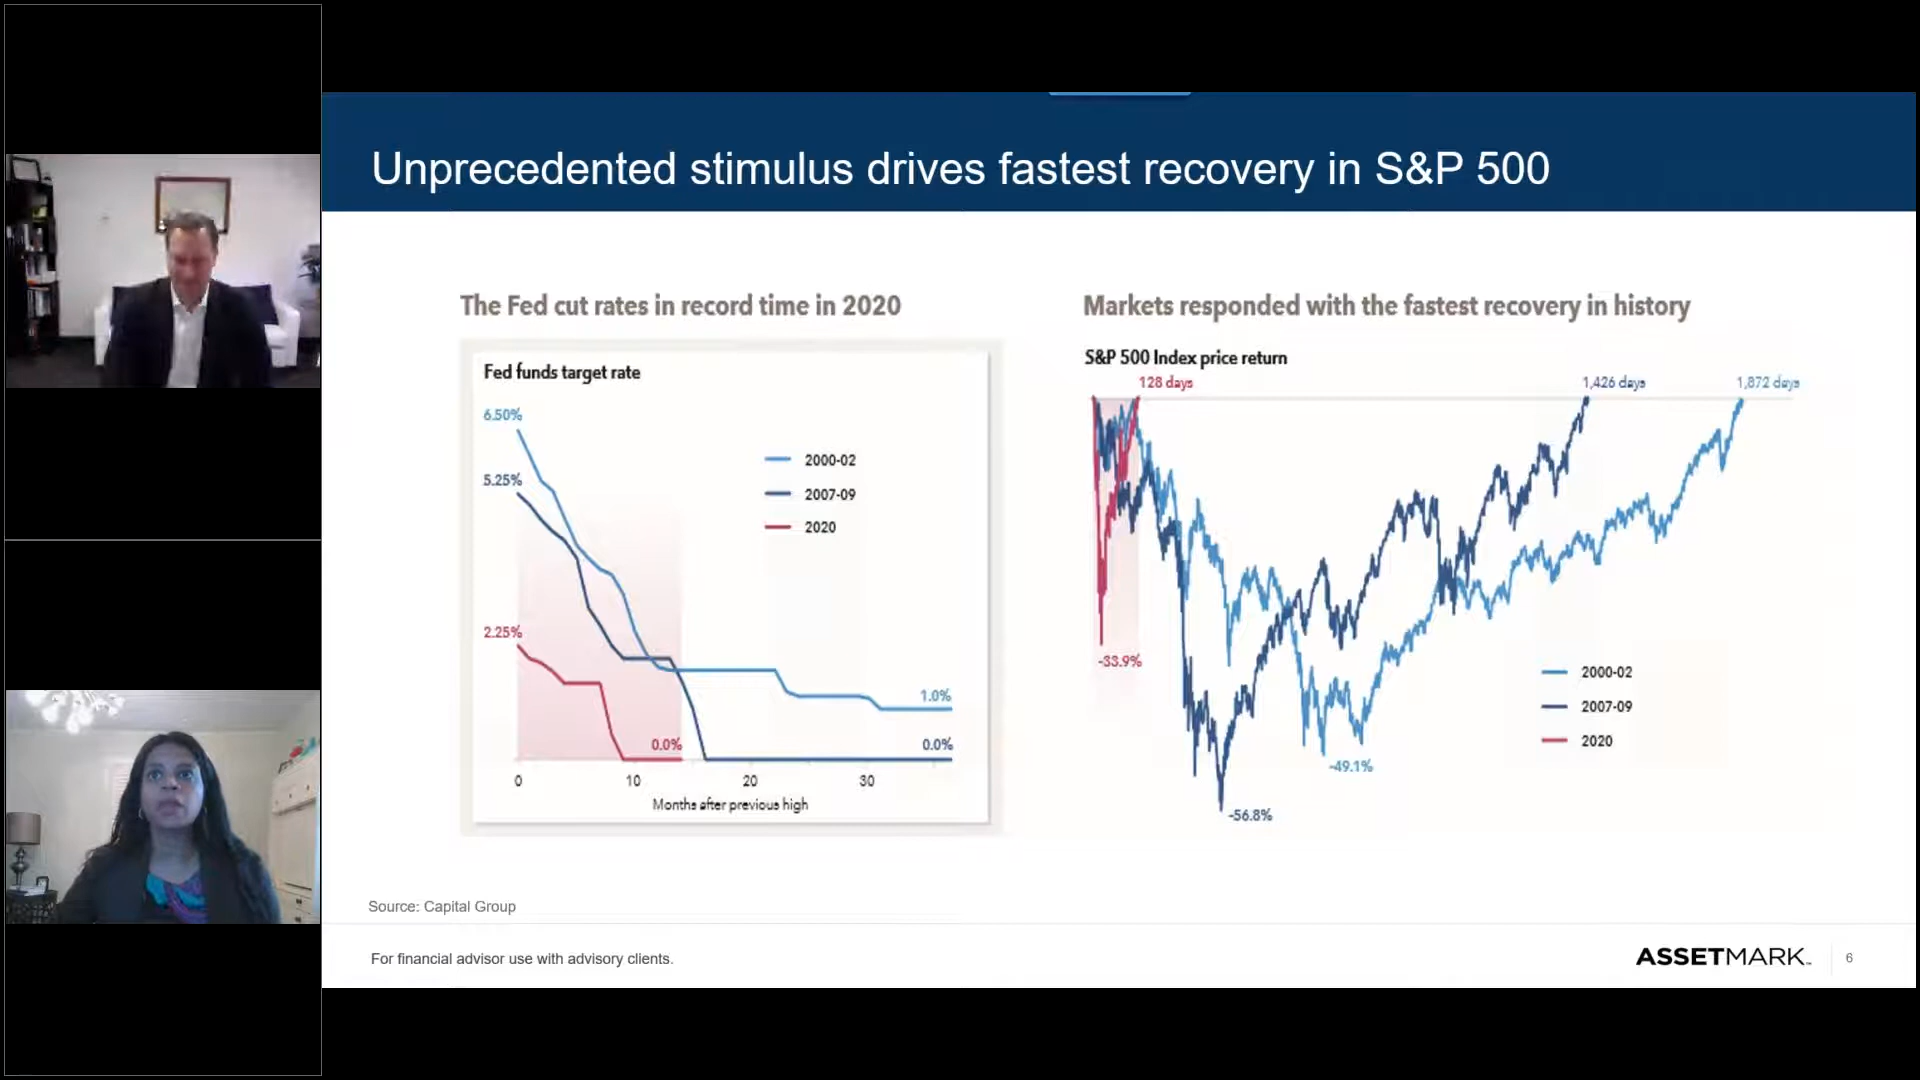 Unprecedented stimulus drives fastest recovery in S&P 500
The Fed cut rates in record time in 2020
Fed funds target rate
6.50%
5.25%
2.25%
2000-02
2007-09
2020
1.0%
0.0%
0.0%
0
10
20
30
Months after previous high
Markets responded with the fastest recovery in history
S&P 500 Index price return
128 days
1,426 days
1,872 days
-33.9%
-49.1%
-56.8%
2000-02
2007-09
2020
Source: Capital Group
For financial advisor use with advisory clients.
ASSETMARK™
6